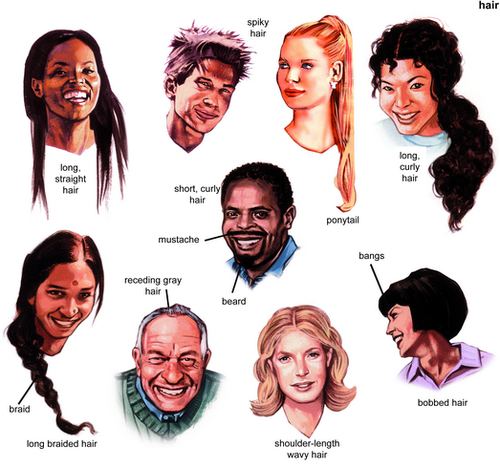 hair
spiky
hair
long,
straight
hair
long,
curly
hair
short, curly
hair
ponytail
mustache
beard
receding gray
hair
bangs
braid
long braided hair
shoulder-length
wavy hair
bobbed hair